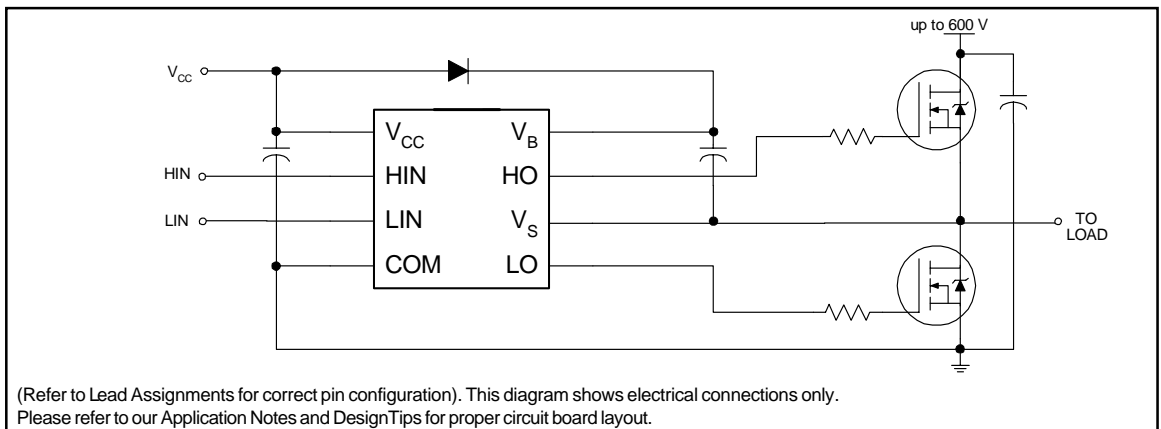 up to 600 V
VCC
VCC VB
HIN HIN HO
LIN LIN VS TO
LOAD
COM LO
(Refer to Lead Assignments for correct pin configuration). This diagram shows electrical connections only.
Please refer to our Application Notes and DesignTips for proper circuit board layout.